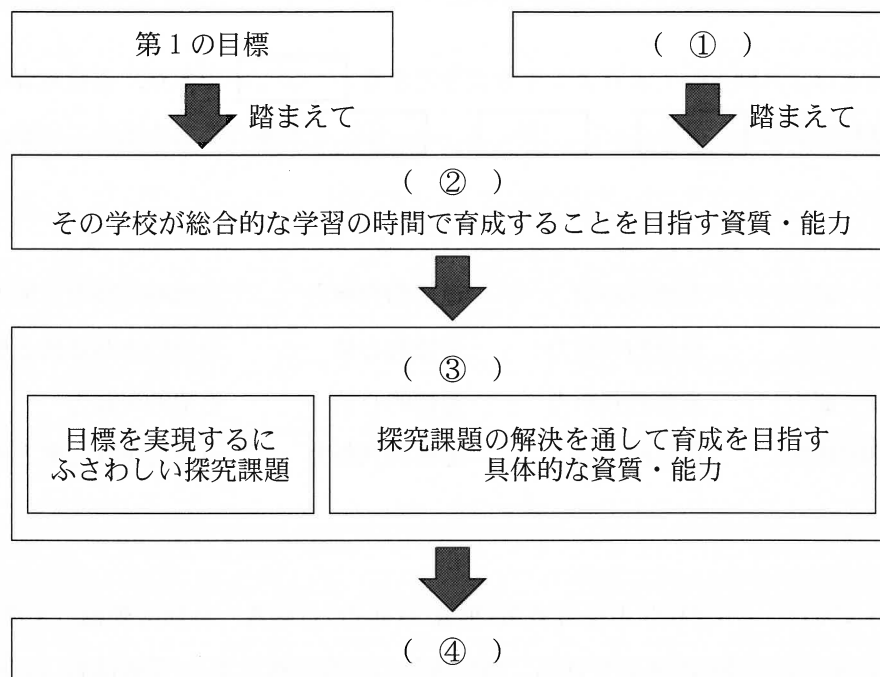 第1の目標
( ① )
踏まえて
踏まえて
( ② )
その学校が総合的な学習の時間で育成することを目指す資質・能力
( ③ )
目標を実現するに
ふさわしい探究課題
探究課題の解決を通して育成を目指す
具体的な資質・能力
( ④ )